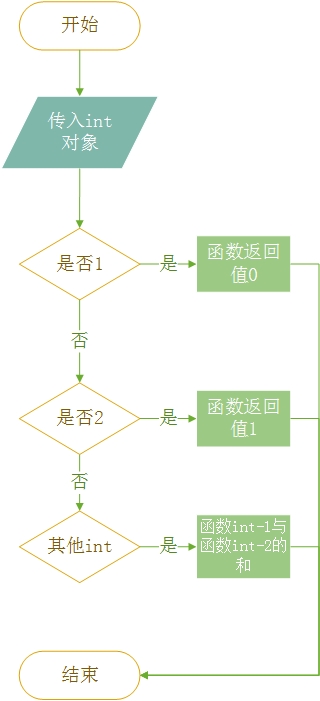 开始
传入int
对象
是否1
是
函数返回
值0
否
是否2
是
函数返回
值1
否
其他int
是
函数int-1与
函数int-2的
和
结束